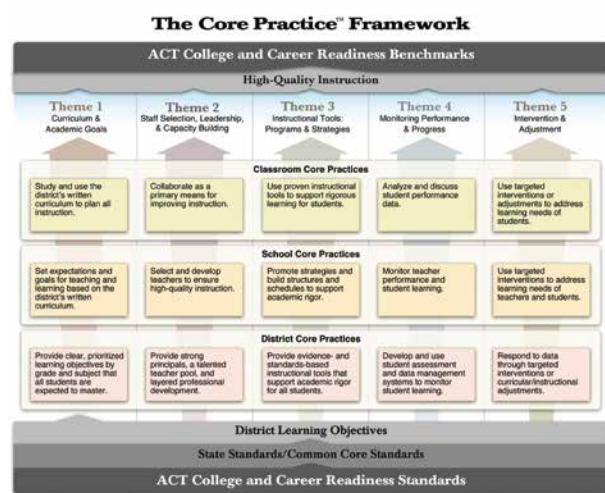 The Core Practice™ Framework
ACT College and Career Readiness Benchmarks
High-Quality Instruction
Theme 1
Curriculum &
Academic Goals
Theme 2
Staff Selection, Leadership,
& Capacity Building
Theme 3
Instructional Tools:
Programs & Strategies
Theme 4
Monitoring Performance
& Progress
Theme 5
Intervention &
Adjustment
Classroom Core Practices
Study and use the
district's written
curriculum to plan all
instruction.
Collaborate as a
primary means for
improving instruction.
Use proven instructional
tools to support rigorous
learning for students.
Analyze and discuss
student performance
data.
Use targeted
interventions or
adjustments to address
learning needs of
students.
School Core Practices
Set expectations and
goals for teaching and
learning based on the
district's written
curriculum.
Select and develop
teachers to ensure
high-quality instruction.
Promote strategies and
build structures and
schedules to support
academic rigor.
Monitor teacher
performance and
student learning.
Use targeted
interventions to address
learning needs of
teachers and students.
District Core Practices
Provide clear, prioritized
learning objectives by
grade and subject that
all students are
expected to master.
Provide strong
principals, a talented
teacher pool, and
layered professional
development.
Provide evidence- and
standards-based
instructional tools that
support academic rigor
for all students.
Develop and use
student assessment
and data management
systems to monitor
student learning.
Respond to data
through targeted
interventions or
curricular/instructional
adjustments.
District Learning Objectives
State Standards/Common Core Standards
ACT College and Career Readiness Standards